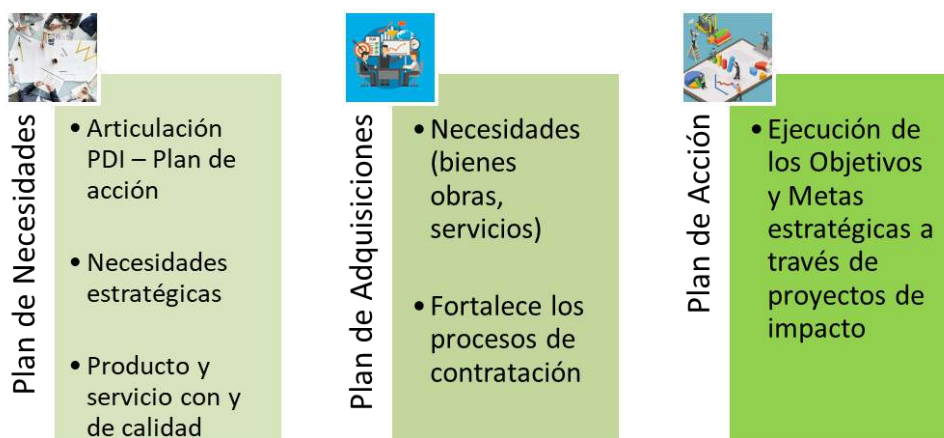 Plan de Necesidades
• Articulación
PDI – Plan de
acción
• Necesidades
estratégicas
• Producto y
servicio con y
de calidad
Plan de Adquisiciones
• Necesidades
(bienes
obras,
servicios)
• Fortalece los
procesos de
contratación
Plan de Acción
• Ejecución de
los Objetivos
y Metas
estratégicas a
través de
proyectos de
impacto